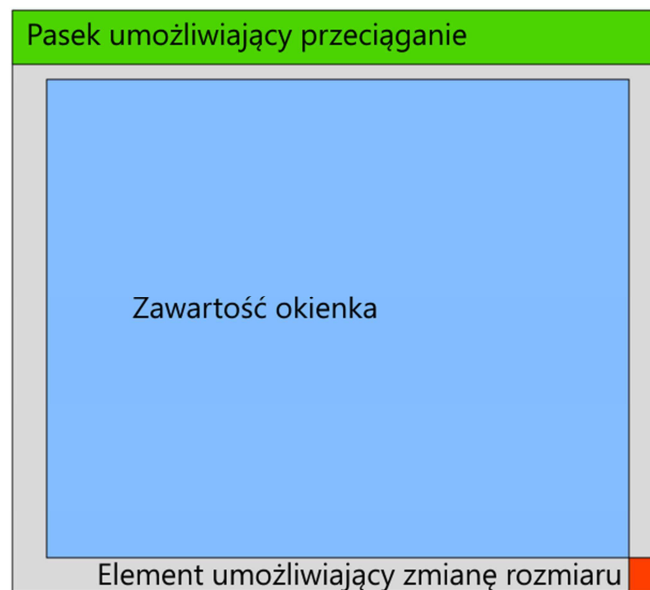 Pasek umożliwiający przeciąganie
Zawartość okienka
Element umożliwiający zmianę rozmiaru